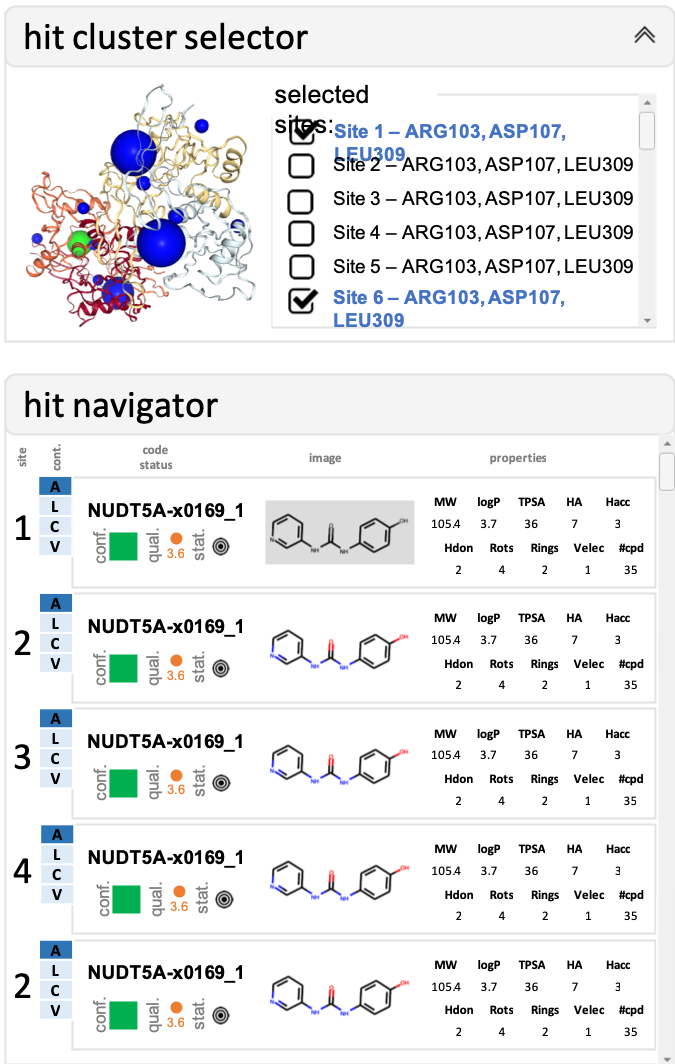 hit cluster selector
selected
sites:
Site 1 – ARG103, ASP107,
LEU309
Site 2 – ARG103, ASP107, LEU309
Site 3 – ARG103, ASP107, LEU309
Site 4 – ARG103, ASP107, LEU309
Site 5 – ARG103, ASP107, LEU309
Site 6 – ARG103, ASP107,
LEU309
hit navigator
site cont. code image properties
status
1
A
L
C
V
NUDT5A-x0169_1
conf. qual. 3.6 stat.
N NH O NH OH
MW logP TPSA HA Hacc
105.4 3.7 36 7 3
Hdon Rots Rings Velec #cpd
2 4 2 1 35
2
A
L
C
V
NUDT5A-x0169_1
conf. qual. 3.6 stat.
N NH O NH OH
MW logP TPSA HA Hacc
105.4 3.7 36 7 3
Hdon Rots Rings Velec #cpd
2 4 2 1 35
3
A
L
C
V
NUDT5A-x0169_1
conf. qual. 3.6 stat.
N NH O NH OH
MW logP TPSA HA Hacc
105.4 3.7 36 7 3
Hdon Rots Rings Velec #cpd
2 4 2 1 35
4
A
L
C
V
NUDT5A-x0169_1
conf. qual. 3.6 stat.
N NH O NH OH
MW logP TPSA HA Hacc
105.4 3.7 36 7 3
Hdon Rots Rings Velec #cpd
2 4 2 1 35
2
A
L
C
V
NUDT5A-x0169_1
conf. qual. 3.6 stat.
N NH O NH OH
MW logP TPSA HA Hacc
105.4 3.7 36 7 3
Hdon Rots Rings Velec #cpd
2 4 2 1 35